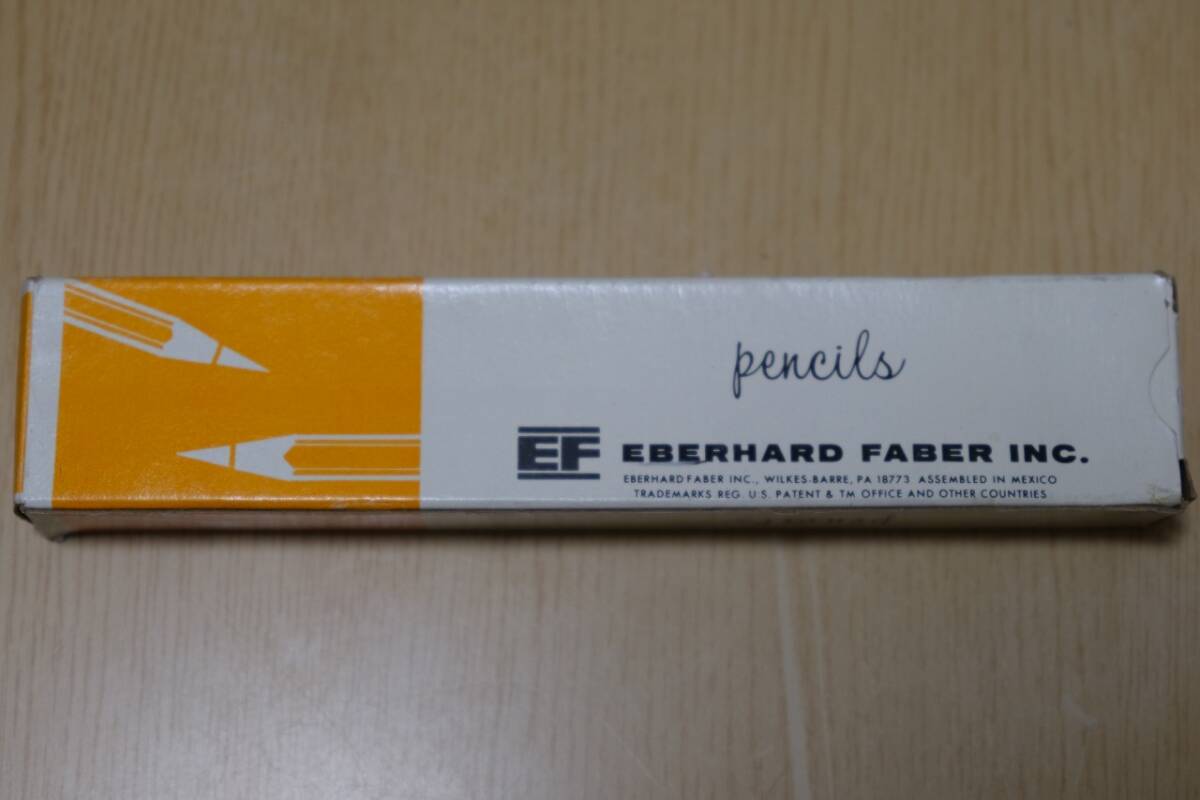 pencils
EF EBERHARD FABER INC.
EBERHARD FABER INC., WILKES-BARRE, PA 18773 ASSEMBLED IN MEXICO
TRADEMARKS REG. U.S. PATENT & TM OFFICE AND OTHER COUNTRIES